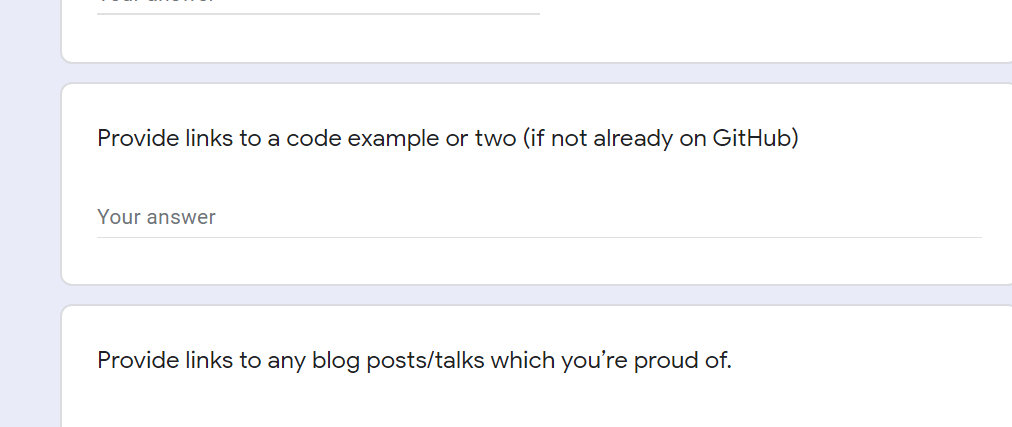 Provide links to a code example or two (if not already on GitHub)
Your answer
Provide links to any blog posts/talks which you’re proud of.